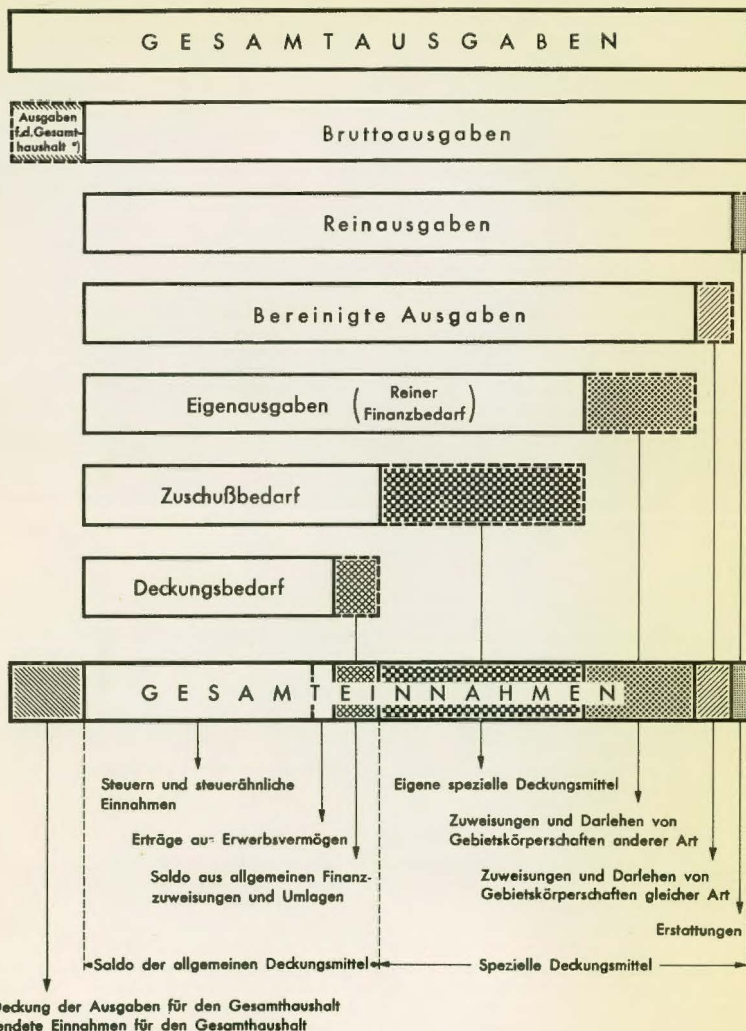 GESAMTAUSGABEN
Ausgaben
f.d.Gesamt-
haushalt *)
Bruttoausgaben
Reinausgaben
Bereinigte Ausgaben
Eigenausgaben ( Reiner
Finanzbedarf )
Zuschußbedarf
Deckungsbedarf
GESAMTEINNAHMEN
Steuern und steuerähnliche
Einnahmen
Erträge aus Erwerbsvermögen
Saldo aus allgemeinen Finanz-
zuweisungen und Umlagen
Eigene spezielle Deckungsmittel
Zuweisungen und Darlehen von
Gebietskörperschaften anderer Art
Zuweisungen und Darlehen von
Gebietskörperschaften gleicher Art
Erstattungen
Saldo der allgemeinen Deckungsmittel
Spezielle Deckungsmittel
Deckung der Ausgaben für den Gesamthaushalt
endete Einnahmen für den Gesamthaushalt